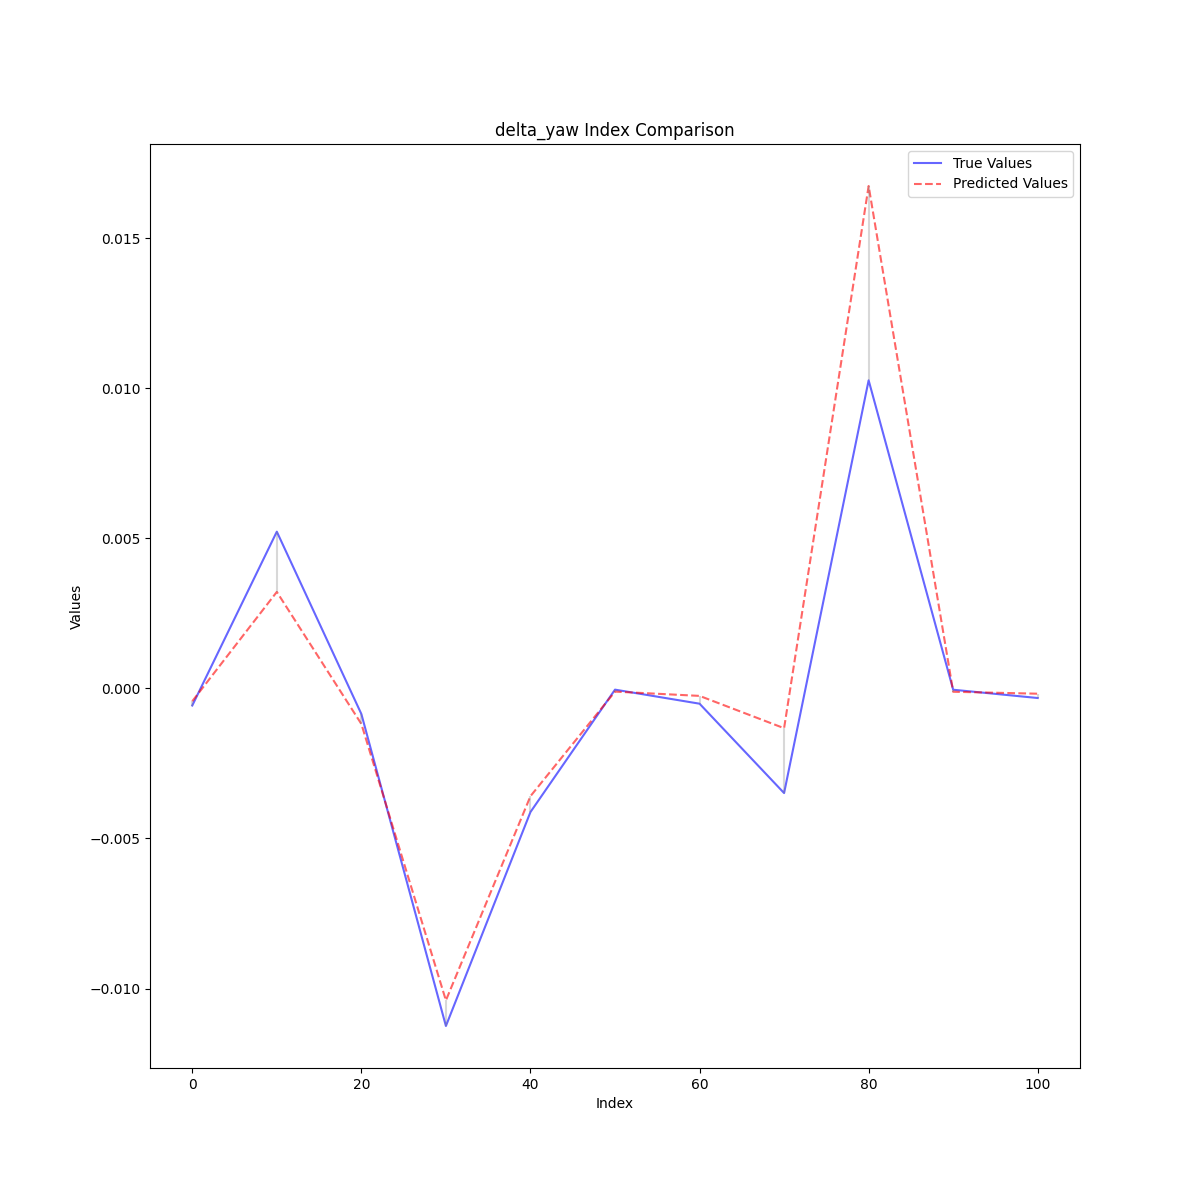 delta_yaw Index Comparison
True Values
Predicted Values
0.015
0.010
0.005
0.000
−0.005
−0.010
Values
0 20 40 60 80 100
Index